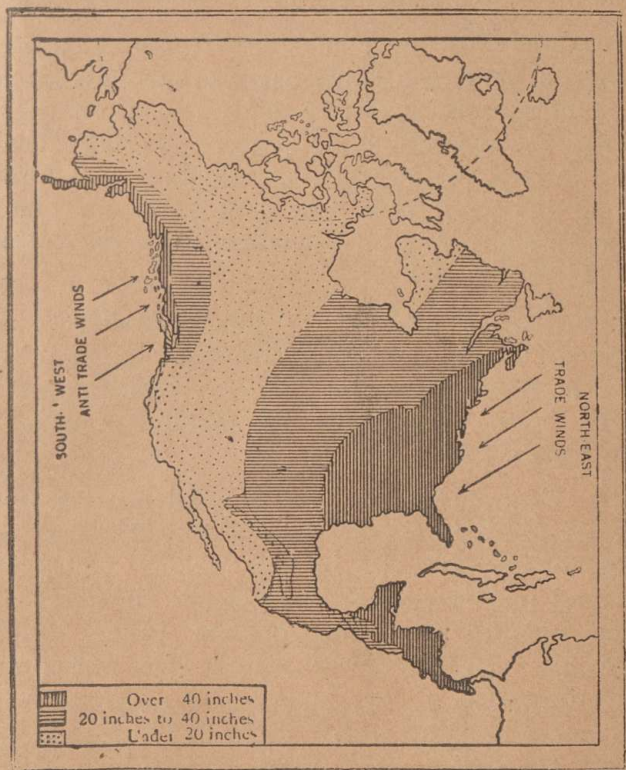 SOUTH-' WEST
ANTI TRADE WINDS
NORTH EAST
TRADE WINDS
Over 40 inches
20 inches to 40 inches
Under 20 inches